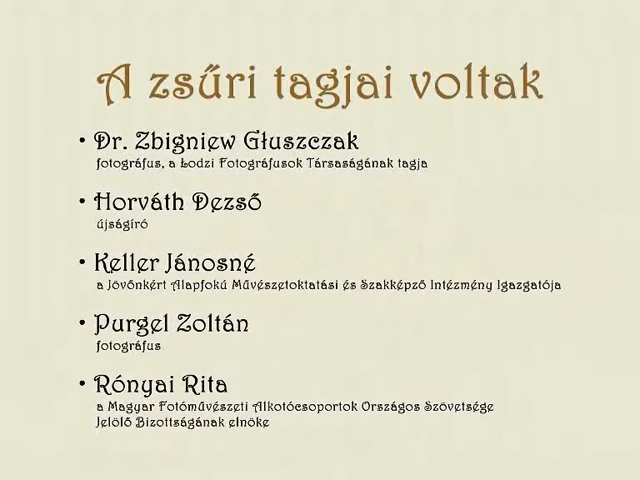 A zsűri tagjai voltak
• Dr. Zbigniew Głuszczak
fotográfus, a Łodzi Fotográfusok Társaságának tagja
• Horváth Dezső
újságíró
• Keller Jánosné
a Jövőnkért Alapfokú Művészetoktatási és Szakképző Intézmény Igazgatója
• Purgel Zoltán
fotográfus
• Rónyai Rita
a Magyar Fotóművészeti Alkotócsoportok Országos Szövetsége
Jelölő Bizottságának elnöke